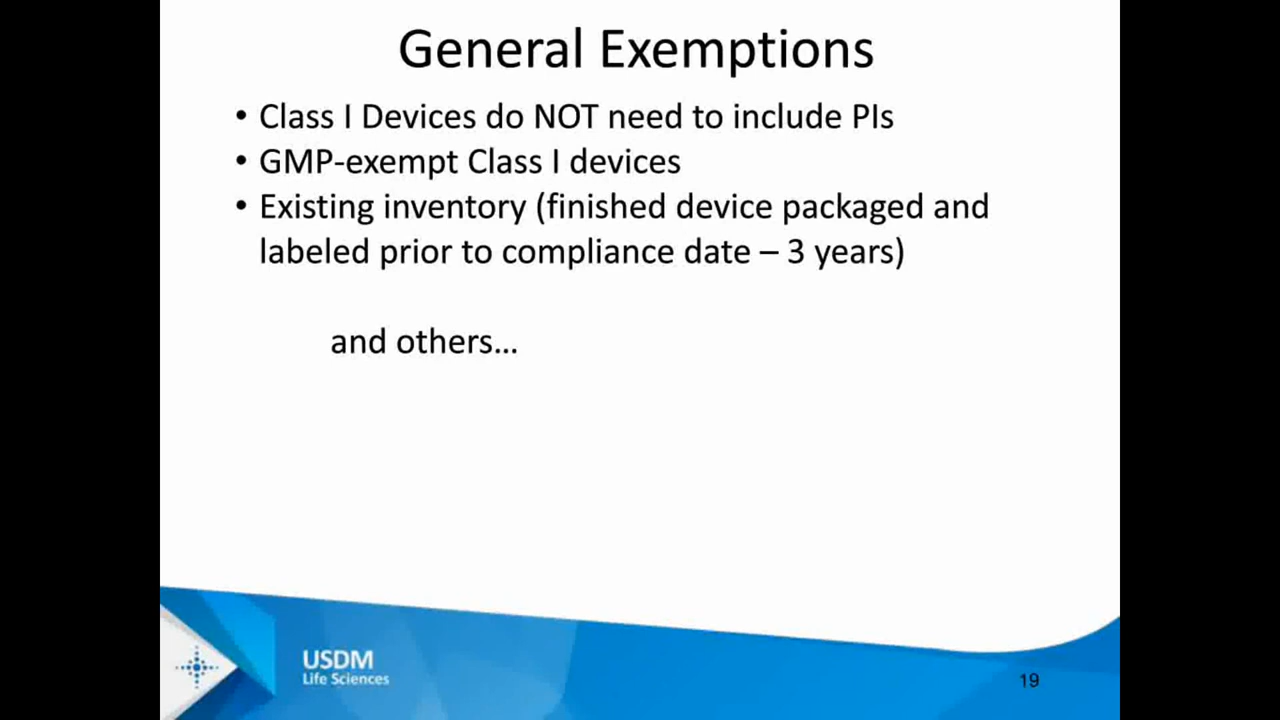 General Exemptions
• Class I Devices do NOT need to include PIs
• GMP-exempt Class I devices
• Existing inventory (finished device packaged and
labeled prior to compliance date – 3 years)
and others…
USDM
Life Sciences
19